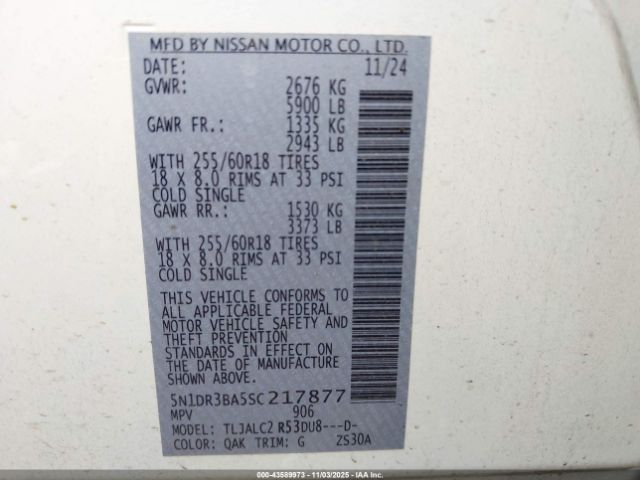 MFD BY NISSAN MOTOR CO., LTD.
DATE: 11/24
GVWR: 2676 KG
5900 LB
GAWR FR.: 1335 KG
2943 LB
WITH 255/60R18 TIRES
18 X 8.0 RIMS AT 33 PSI
COLD SINGLE
GAWR RR.: 1530 KG
3373 LB
WITH 255/60R18 TIRES
18 X 8.0 RIMS AT 33 PSI
COLD SINGLE
THIS VEHICLE CONFORMS TO
ALL APPLICABLE FEDERAL
MOTOR VEHICLE SAFETY AND
THEFT PREVENTION
STANDARDS IN EFFECT ON
THE DATE OF MANUFACTURE
SHOWN ABOVE
5N1DR3BA5SC217877
MPV 906
MODEL: TLJALC2 R53DU8---D-
COLOR: QAK TRIM: G ZS30A
000-43589973 - 11/03/2025 - IAAI.COM